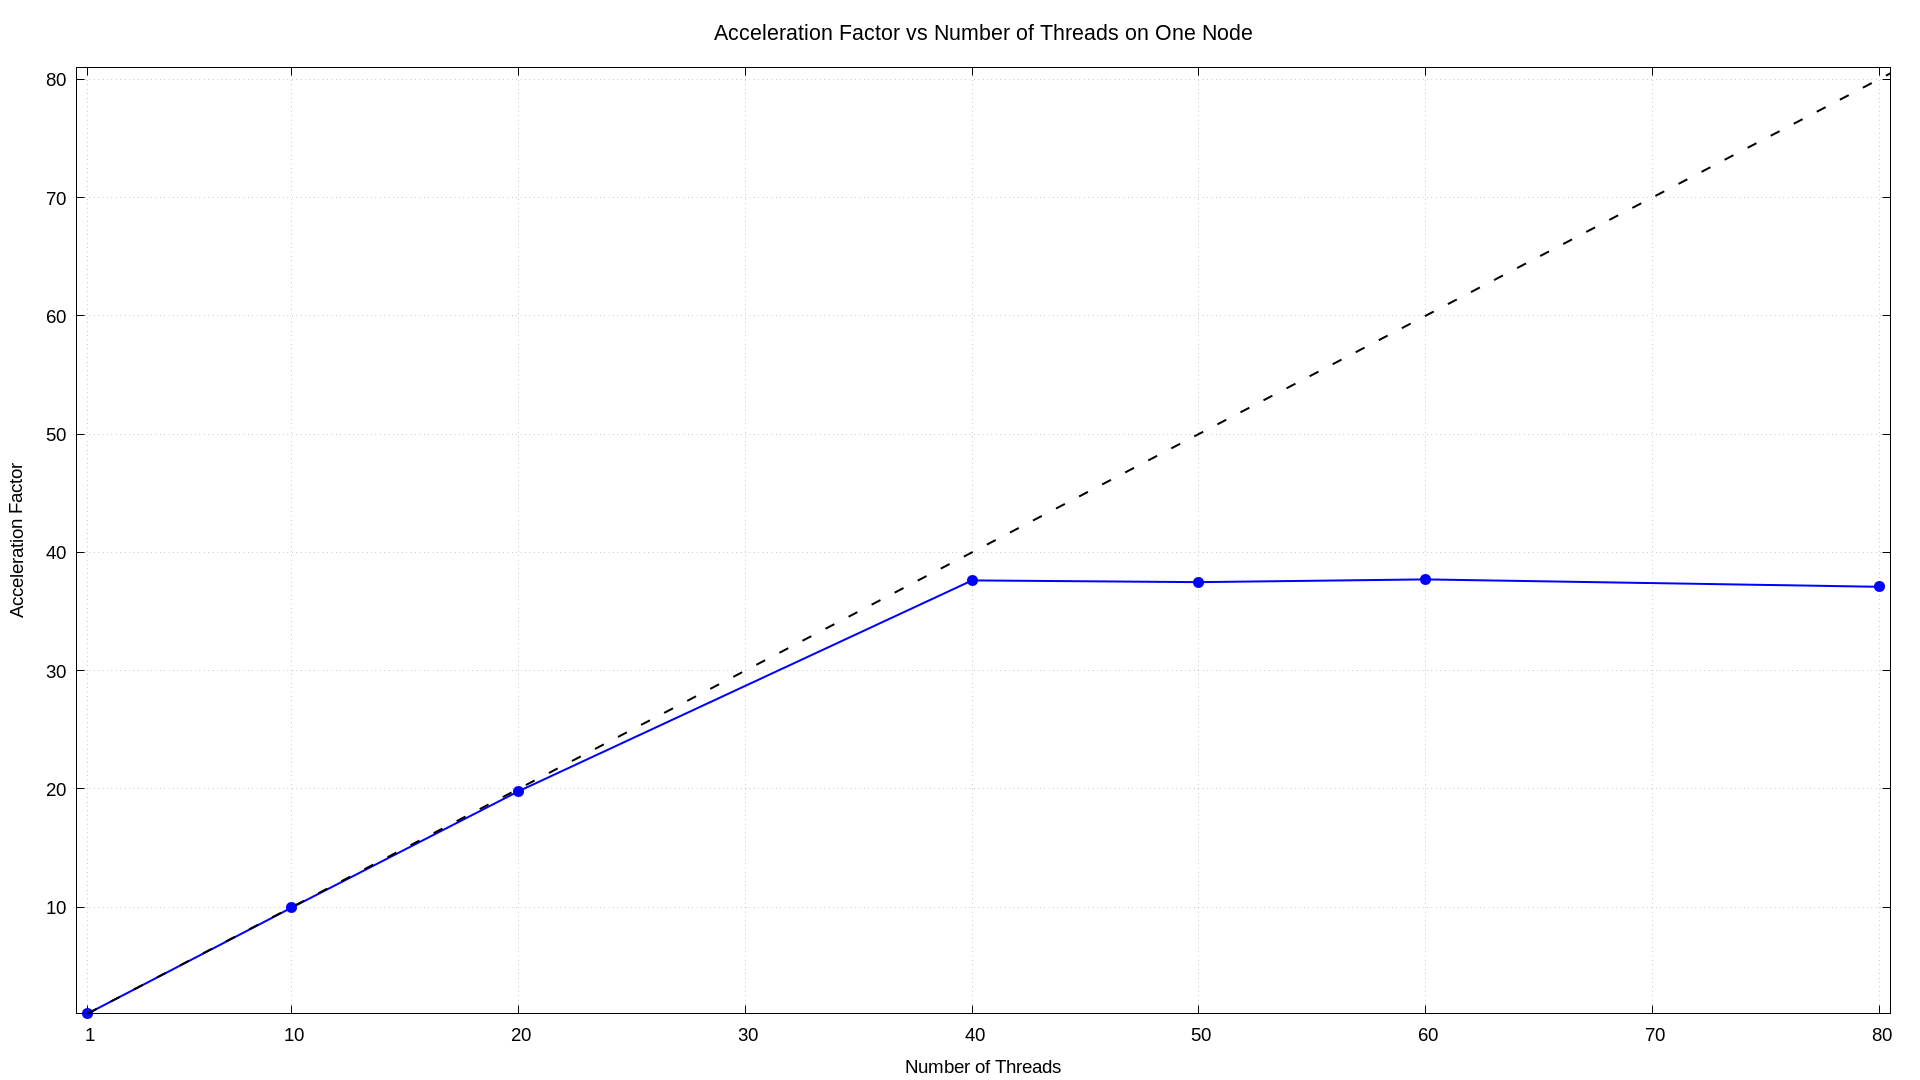 Acceleration Factor vs Number of Threads on One Node
80
70
60
50
40
30
20
10
Acceleration Factor
1 10 20 30 40 50 60 70 80
Number of Threads